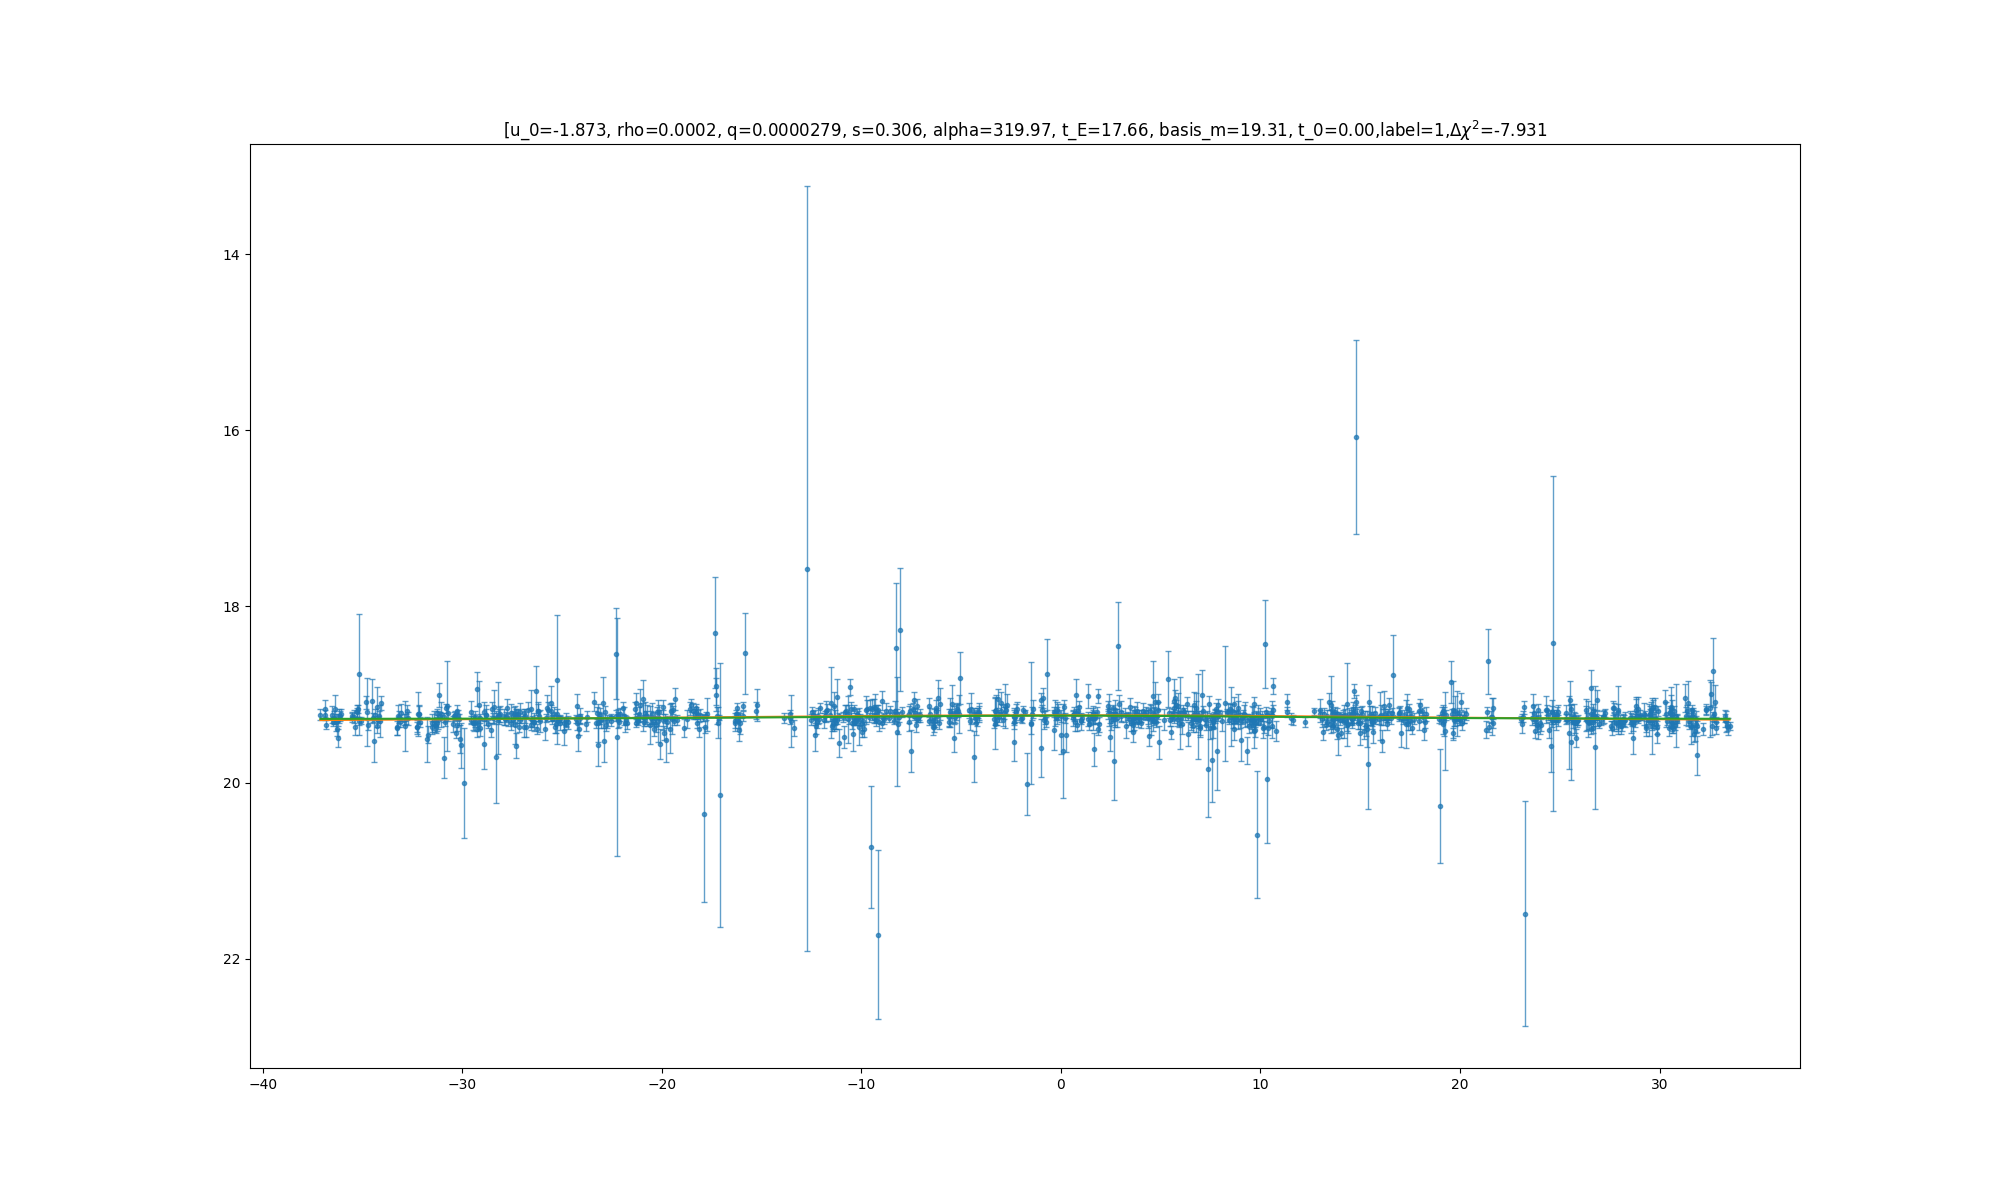 [u_0=-1.873, rho=0.0002, q=0.0000279, s=0.306, alpha=319.97, t_E=17.66, basis_m=19.31, t_0=0.00,label=1,Δχ²=-7.931
14
16
18
20
22
−40 −30 −20 −10 0 10 20 30